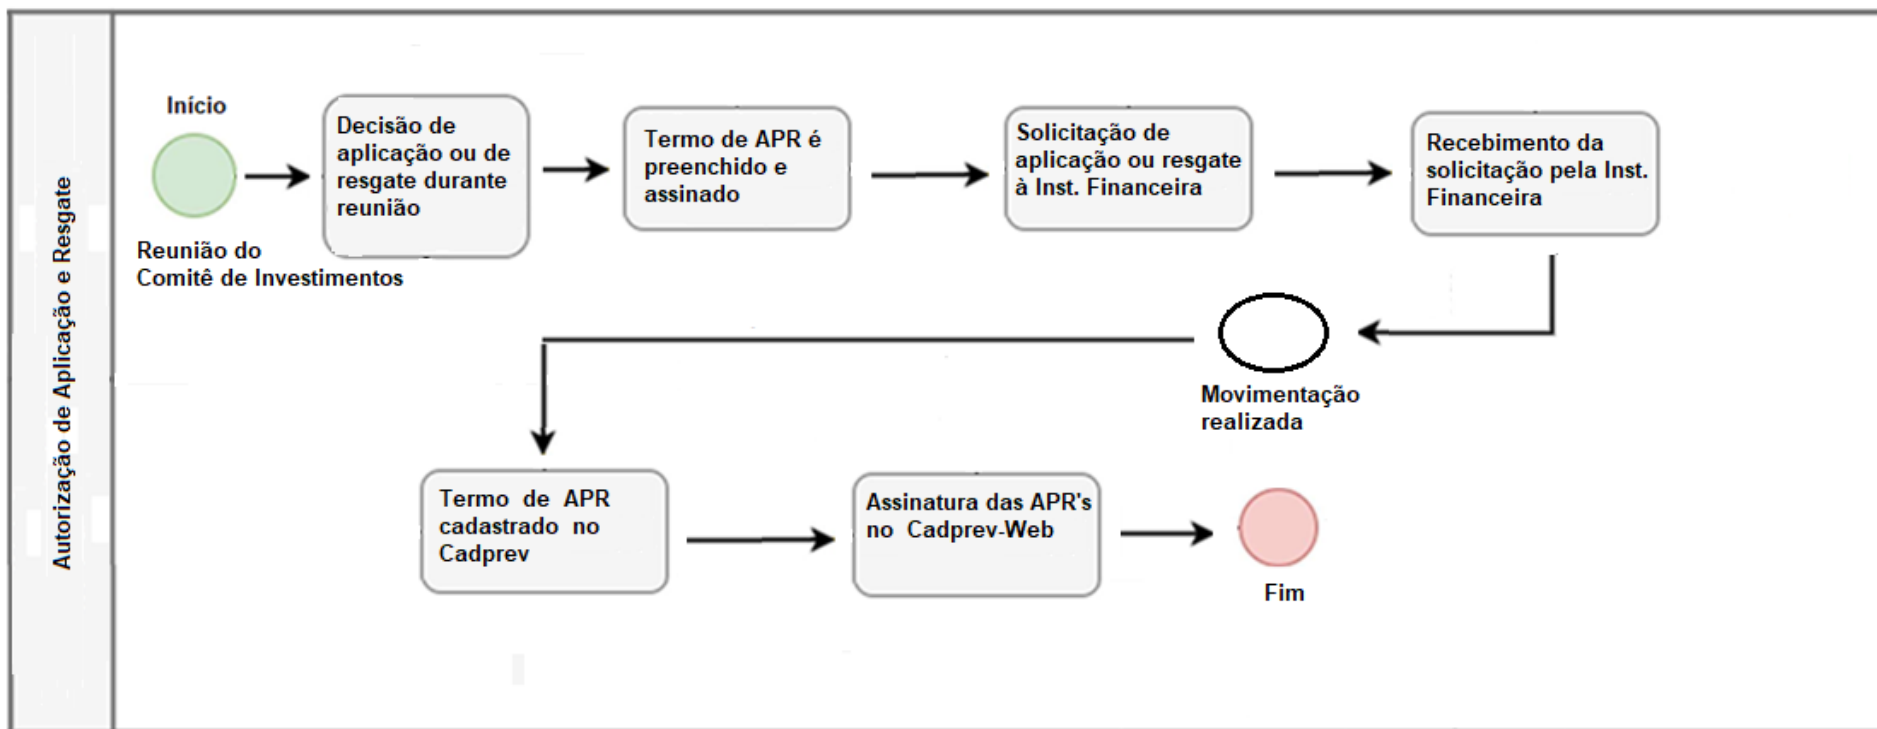 Autorização de Aplicação e Resgate
Início
Reunião do
Comitê de Investimentos
Decisão de
aplicação ou de
resgate durante
reunião
Termo de APR é
preenchido e
assinado
Solicitação de
aplicação ou resgate
à Inst. Financeira
Recebimento da
solicitação pela Inst.
Financeira
Movimentação
realizada
Termo de APR
cadastrado no
Cadprev
Assinatura das APR's
no Cadprev-Web
Fim